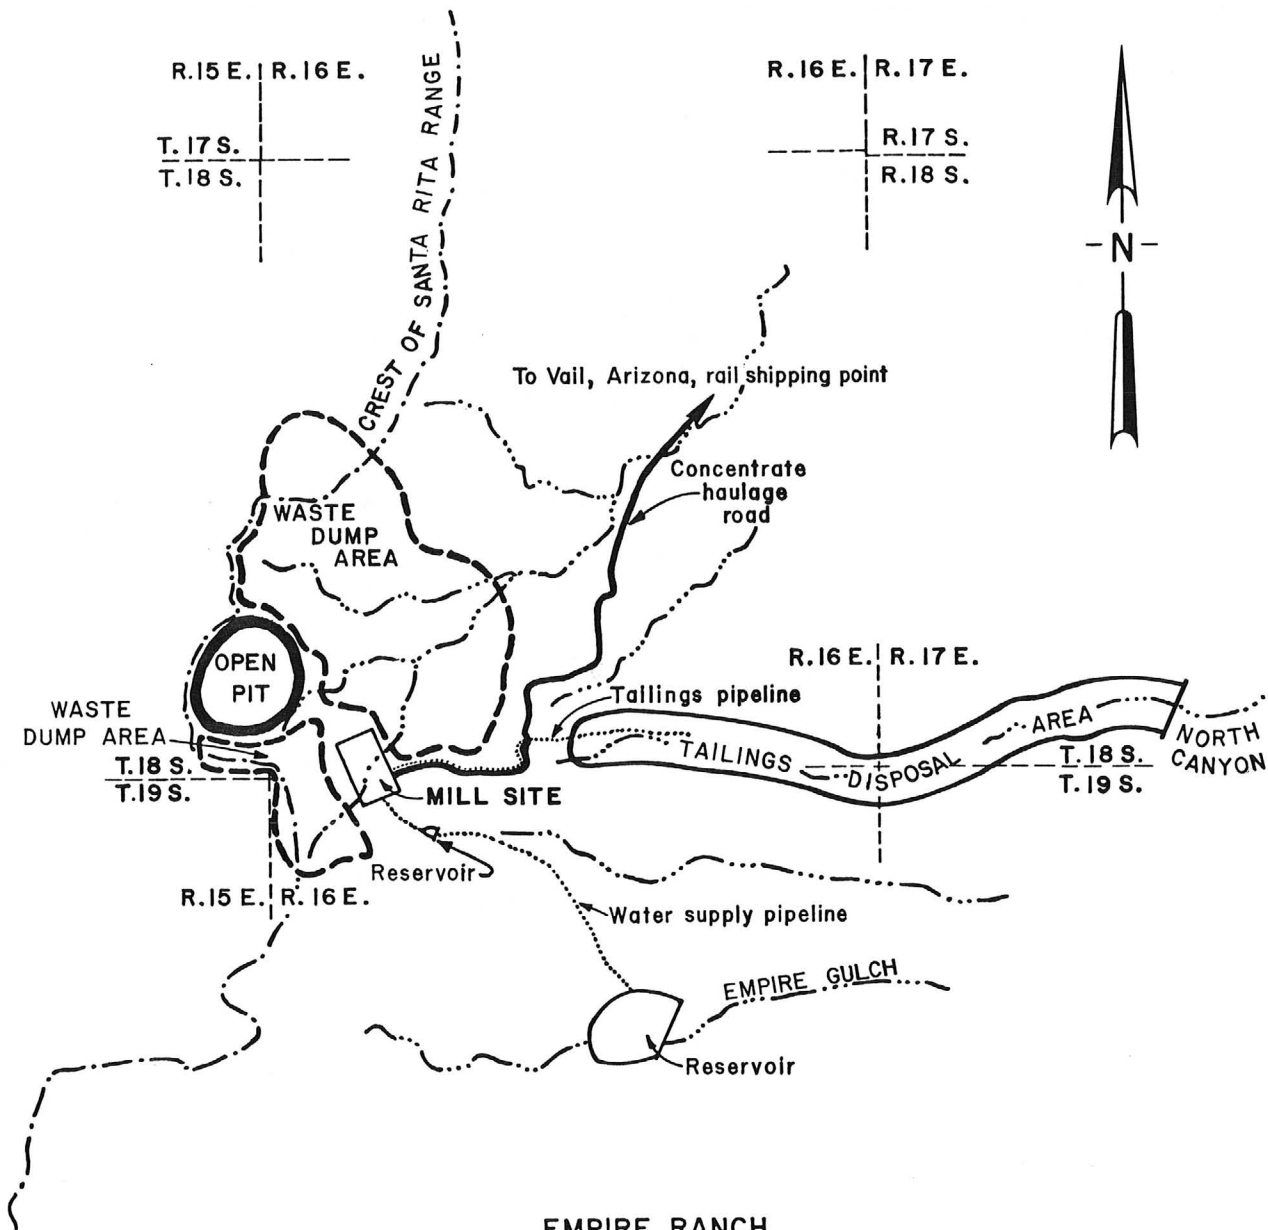 R.15 E. R.16 E.
T.17 S.
T.18 S.
R.16 E. R.17 E.
R.17 S.
R.18 S.
N
CREST OF SANTA RITA RANGE
To Vail, Arizona, rail shipping point
Concentrate
haulage
road
WASTE
DUMP
AREA
OPEN
PIT
WASTE
DUMP AREA
T.18 S.
T.19 S.
R.15 E. R.16 E.
MILL SITE
Reservoir
Tailings pipeline
R.16 E. R.17 E.
TAILINGS DISPOSAL AREA
T.18 S.
T.19 S.
NORTH
CANYON
Water supply pipeline
EMPIRE GULCH
Reservoir
EMPIRE RANCH